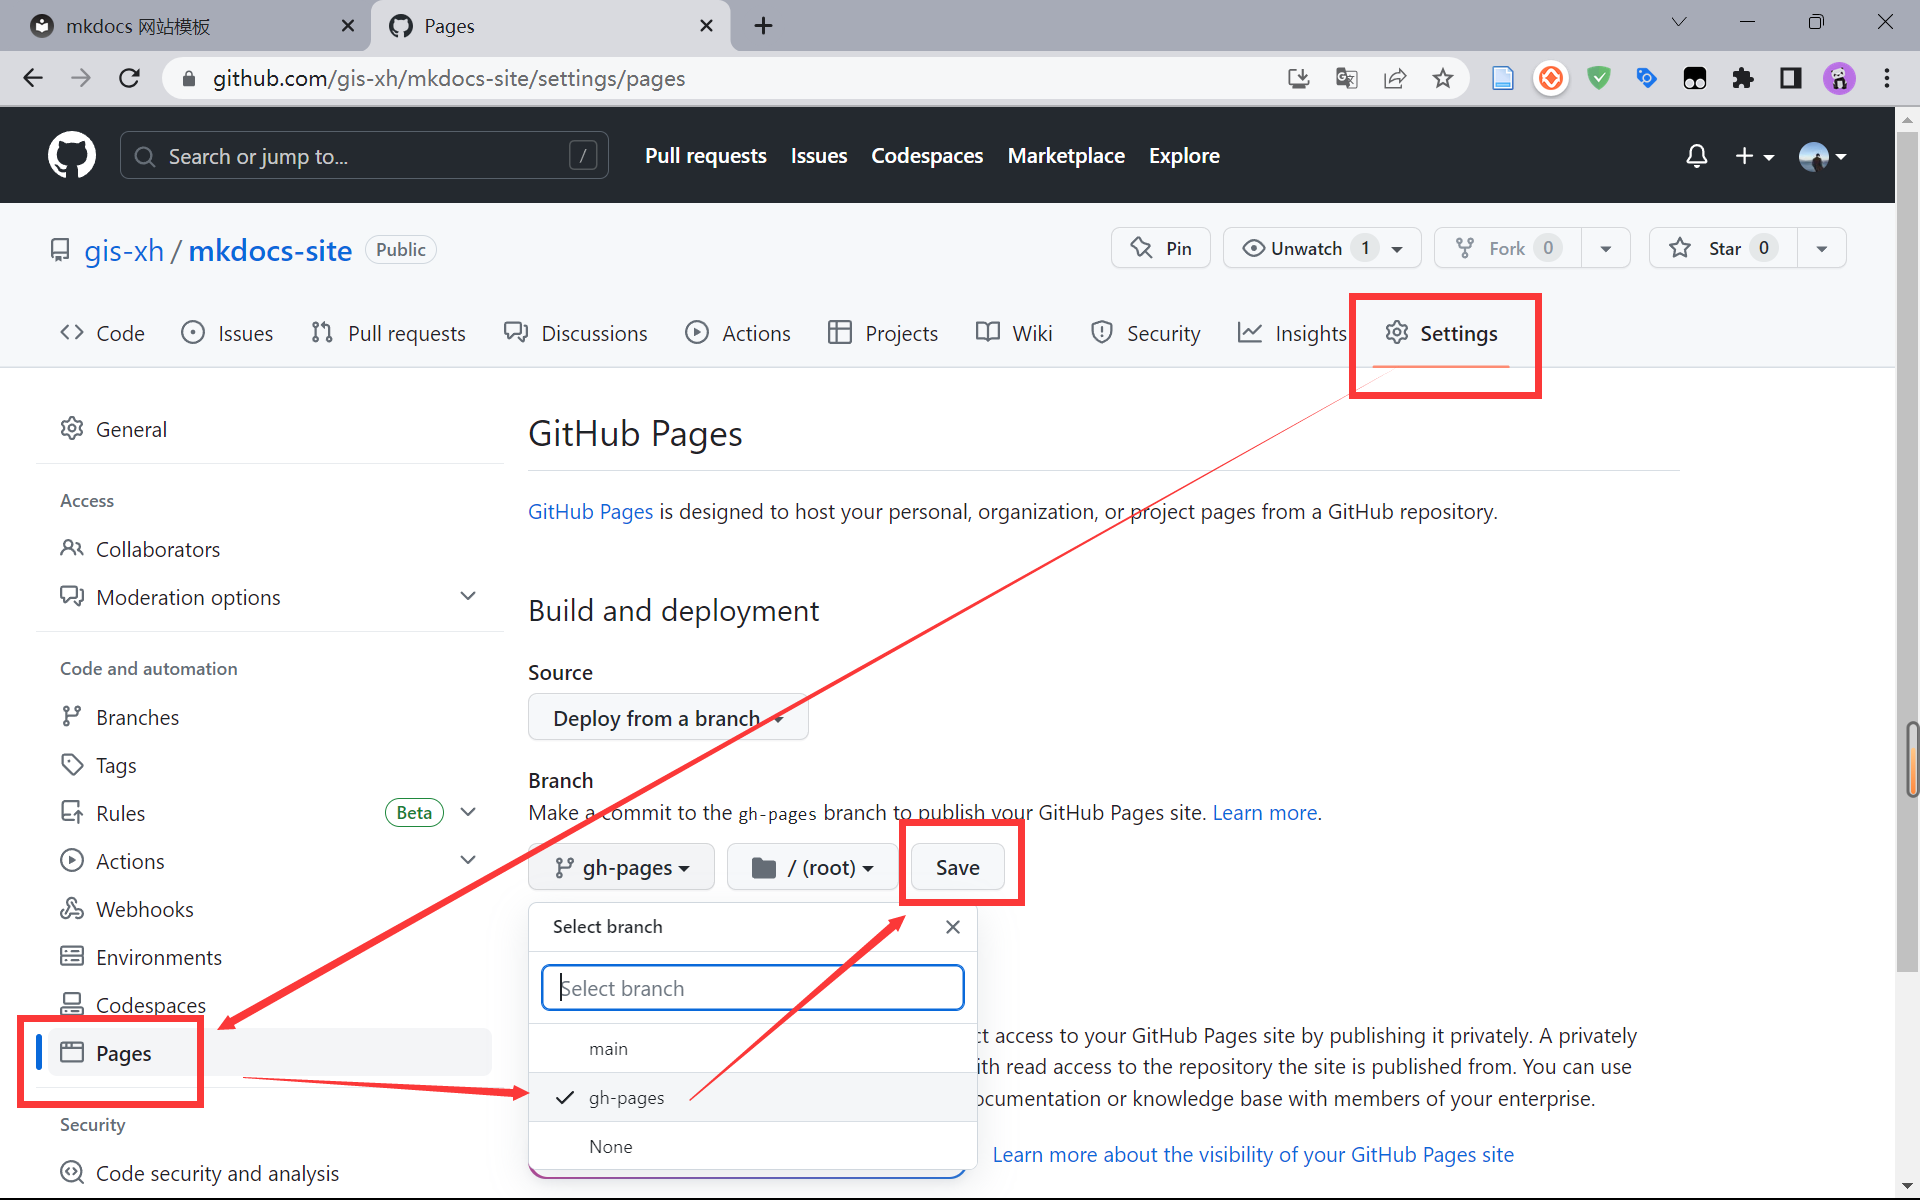 mkdocs 网站模板
Pages
github.com/gis-xh/mkdocs-site/settings/pages
Search or jump to...
/
Pull requests
Issues
Codespaces
Marketplace
Explore
gis-xh / mkdocs-site
Public
Pin
Unwatch 1
Fork 0
Star 0
Code
Issues
Pull requests
Discussions
Actions
Projects
Wiki
Security
Insights
Settings
General
Access
Collaborators
Moderation options
Code and automation
Branches
Tags
Rules
Beta
Actions
Webhooks
Environments
Codespaces
Pages
Security
Code security and analysis
GitHub Pages
GitHub Pages is designed to host your personal, organization, or project pages from a GitHub repository.
Build and deployment
Source
Deploy from a branch
Branch
Make a commit to the gh-pages branch to publish your GitHub Pages site. Learn more.
gh-pages
/ (root)
Save
Select branch
Select branch
main
gh-pages
None
access to your GitHub Pages site by publishing it privately. A privately
read access to the repository the site is published from. You can use
or knowledge base with members of your enterprise.
Learn more about the visibility of your GitHub Pages site